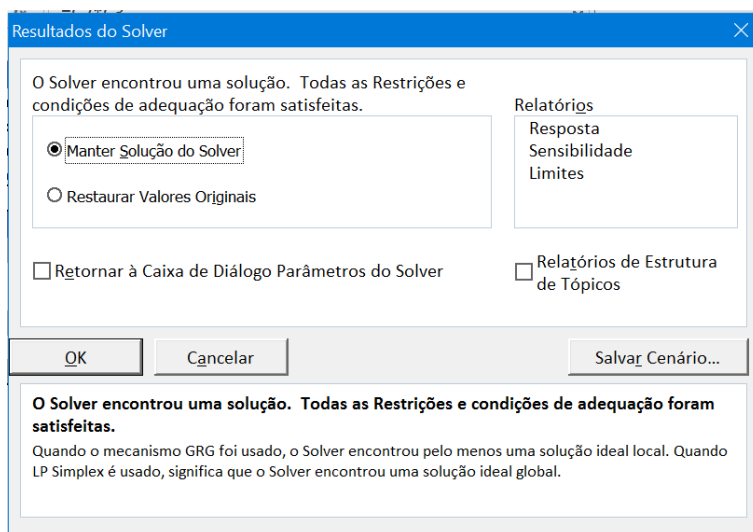 Resultados do Solver
O Solver encontrou uma solução. Todas as Restrições e
condições de adequação foram satisfeitas.
Manter Solução do Solver
Restaurar Valores Originais
Relatórios
Resposta
Sensibilidade
Limites
Retornar à Caixa de Diálogo Parâmetros do Solver
Relatórios de Estrutura
de Tópicos
OK
Cancelar
Salvar Cenário...
O Solver encontrou uma solução. Todas as Restrições e condições de adequação foram
satisfeitas.
Quando o mecanismo GRG foi usado, o Solver encontrou pelo menos uma solução ideal local. Quando
LP Simplex é usado, significa que o Solver encontrou uma solução ideal global.